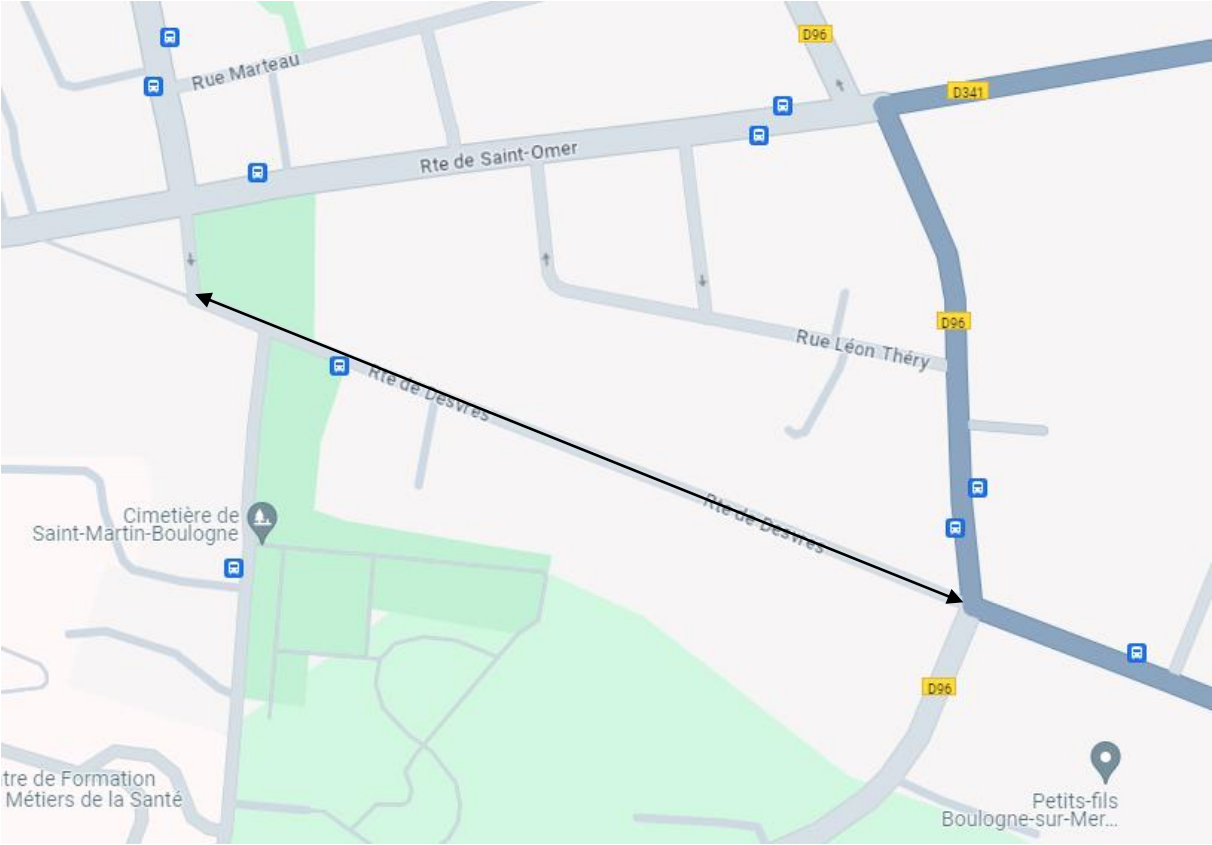 D96
Rue Marteau
D341
Rte de Saint-Omer
D96
Rue Léon Théry
Rte de Desvres
Rte de Desvres
Cimetière de
Saint-Martin-Boulogne
D96
tre de Formation
Métiers de la Santé
Petits-fils
Boulogne-sur-Mer...